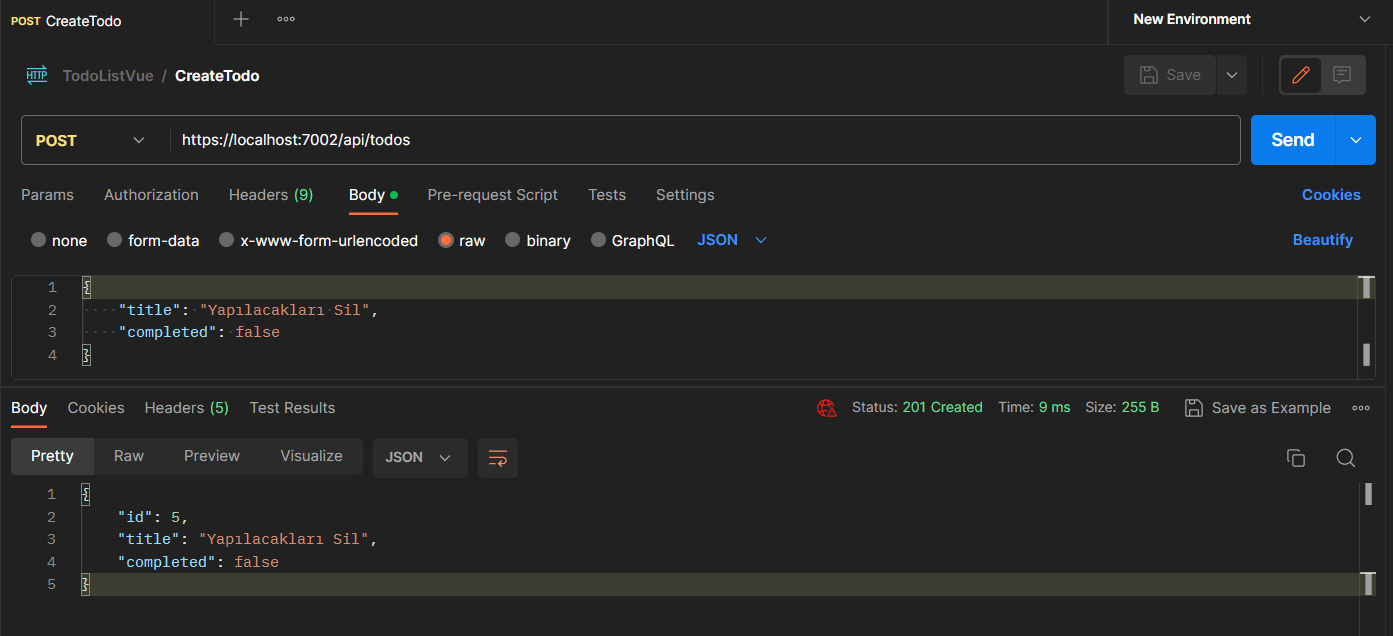 POST CreateTodo
New Environment
HTTP TodoListVue / CreateTodo
Save
POST https://localhost:7002/api/todos
Send
Params Authorization Headers (9) Body Pre-request Script Tests Settings Cookies
none form-data x-www-form-urlencoded raw binary GraphQL JSON Beautify
1 {
2 "title": "Yapılacakları Sil",
3 "completed": false
4 }
Body Cookies Headers (5) Test Results Status: 201 Created Time: 9 ms Size: 255 B Save as Example
Pretty Raw Preview Visualize JSON
1 {
2 "id": 5,
3 "title": "Yapılacakları Sil",
4 "completed": false
5 }